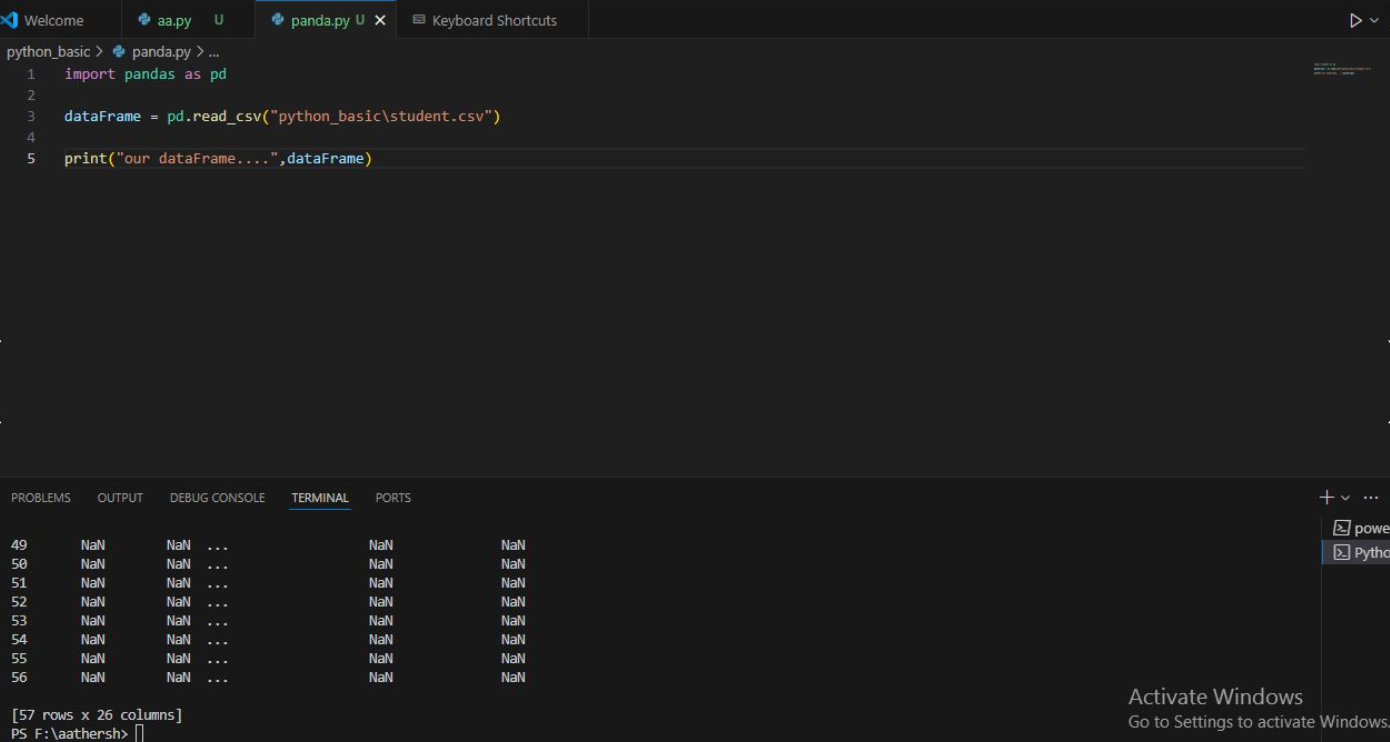 Welcome aa.py U panda.py U Keyboard Shortcuts
python_basic > panda.py > ...
1 import pandas as pd
2
3 dataFrame = pd.read_csv("python_basic\student.csv")
4
5 print("our dataFrame....",dataFrame)
PROBLEMS OUTPUT DEBUG CONSOLE TERMINAL PORTS
powe
Pytho
49 NaN NaN ... NaN NaN
50 NaN NaN ... NaN NaN
51 NaN NaN ... NaN NaN
52 NaN NaN ... NaN NaN
53 NaN NaN ... NaN NaN
54 NaN NaN ... NaN NaN
55 NaN NaN ... NaN NaN
56 NaN NaN ... NaN NaN
[57 rows x 26 columns]
PS F:\aathersh>
Activate Windows
Go to Settings to activate Windows.